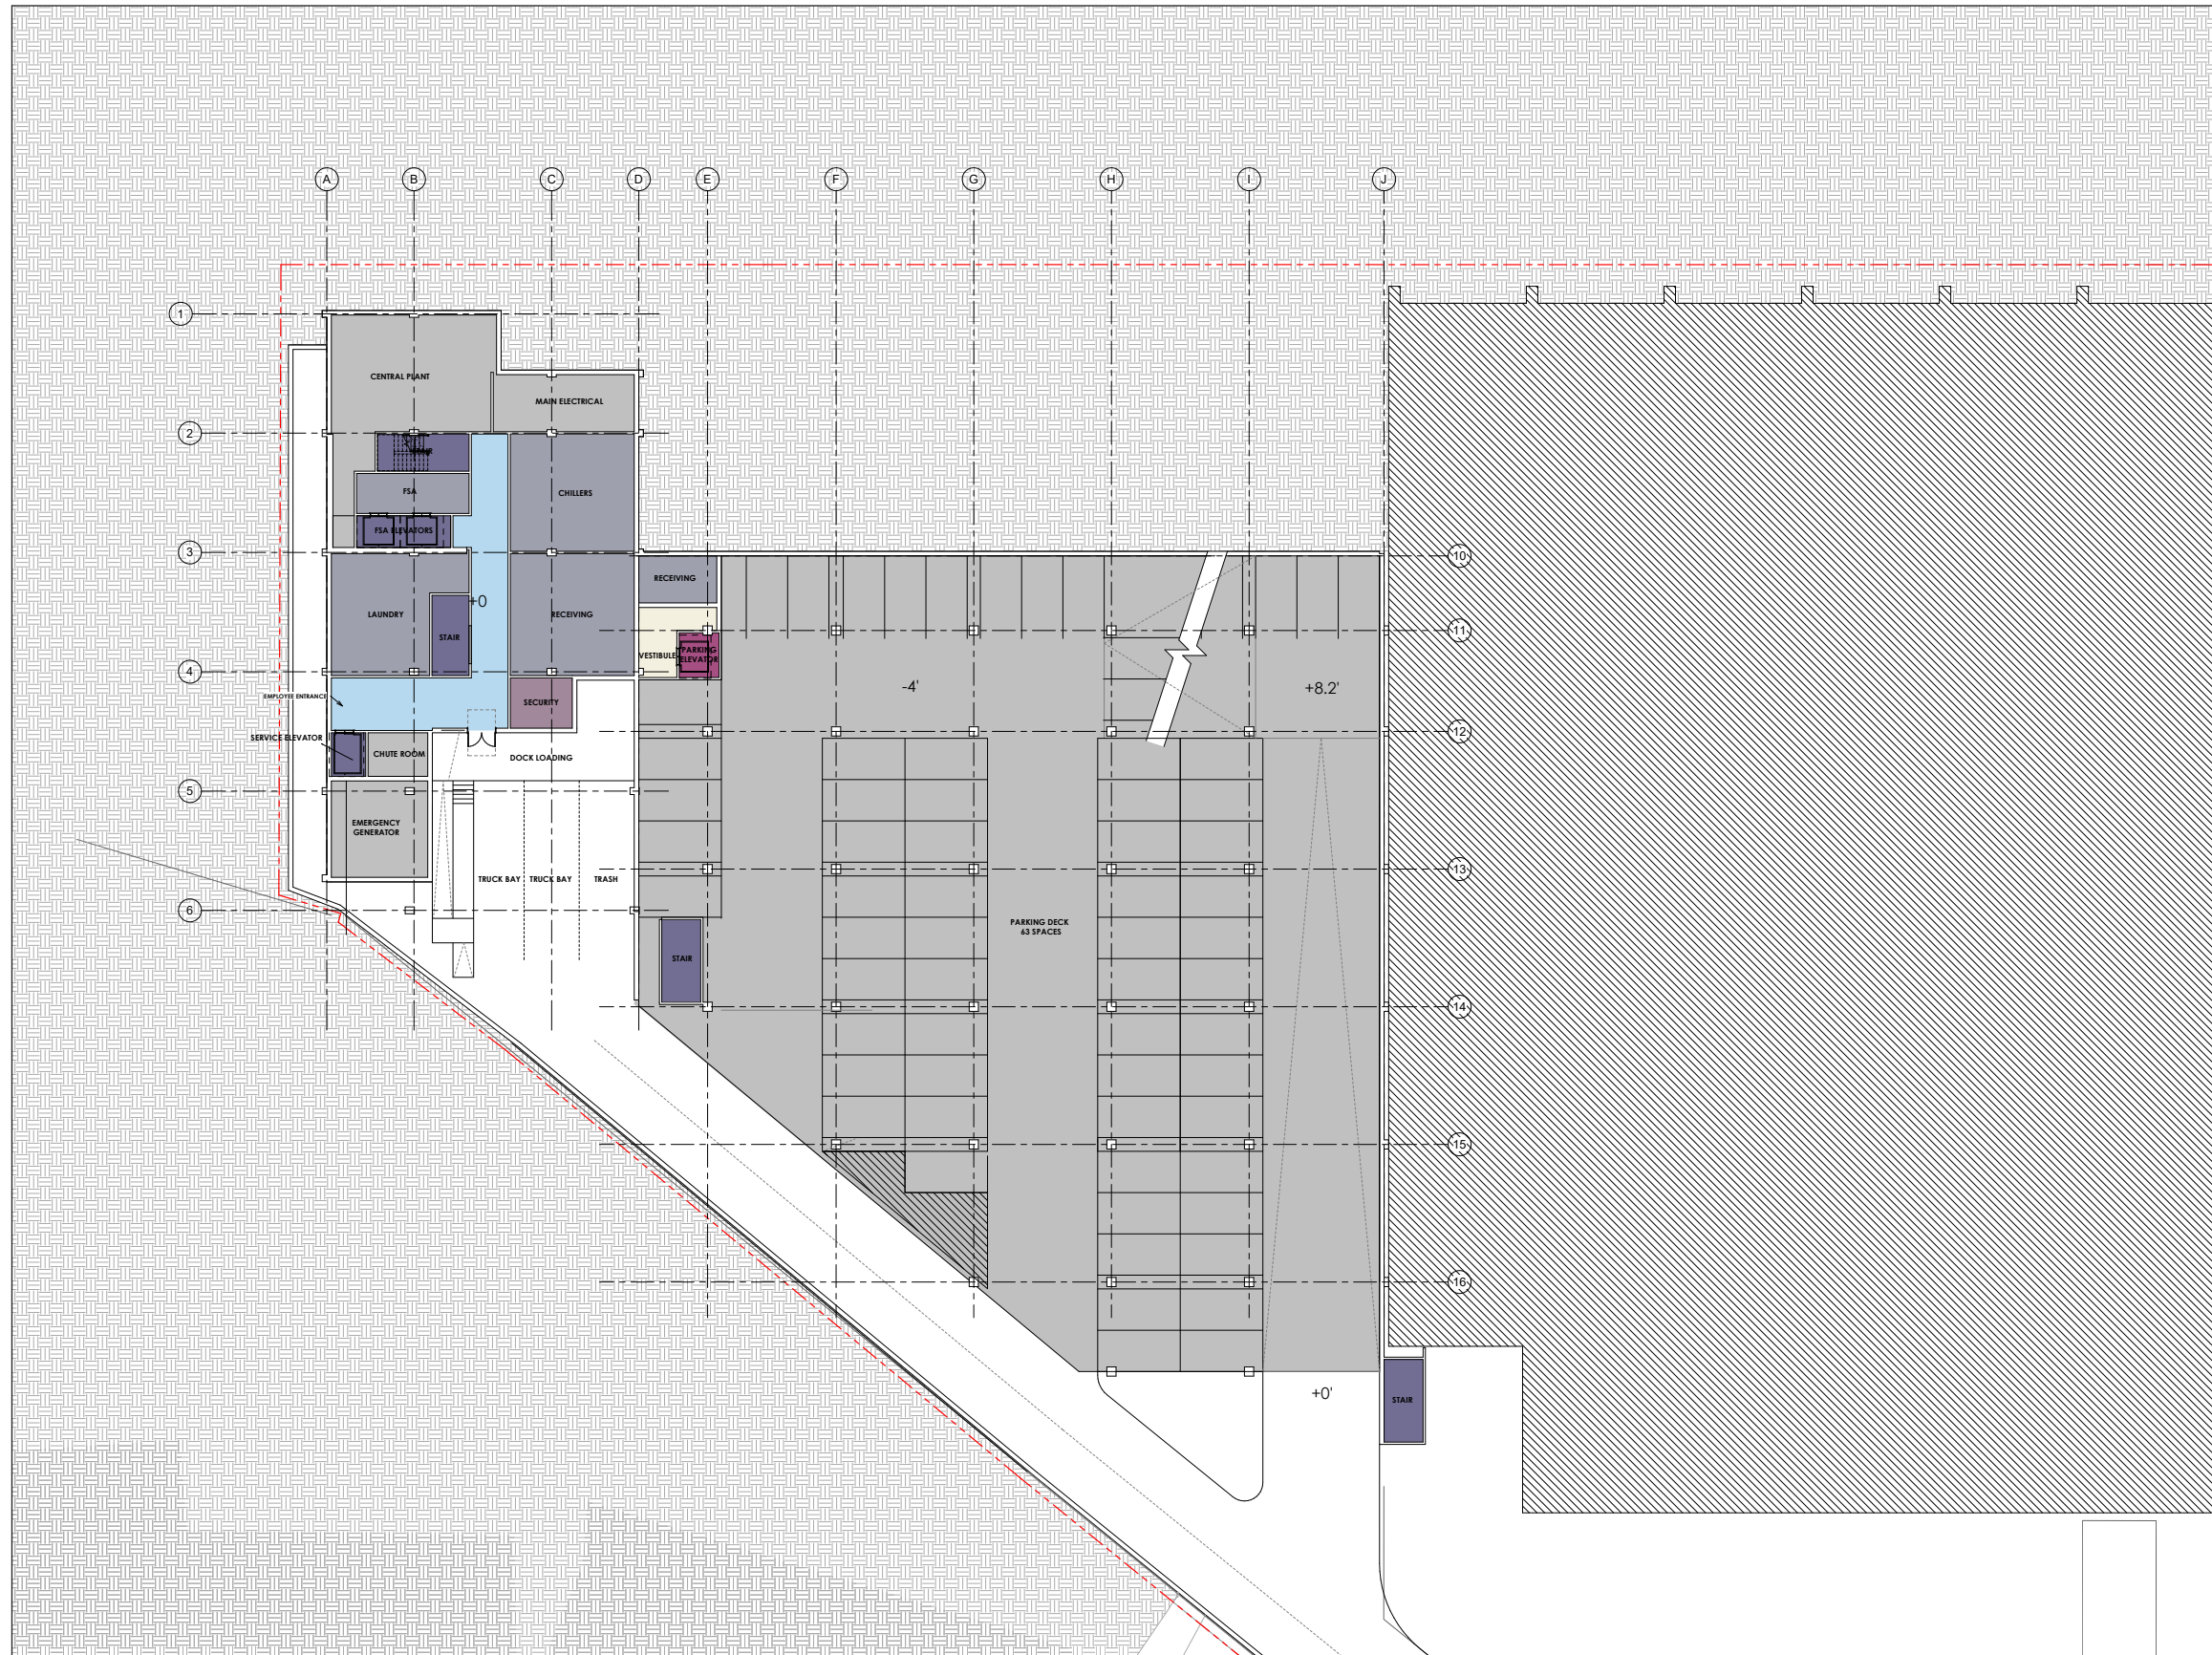 A
B
C
D
E
F
G
H
I
J
1
CENTRAL PLANT
MAIN ELECTRICAL
2
FSA
CHILLERS
FSA ELEVATORS
3
10
RECEIVING
+0
LAUNDRY
RECEIVING
11
STAIR
VESTIBULE
PARKING
ELEVATOR
4
-4'
+8.2'
EMPLOYEE ENTRANCE
SECURITY
12
SERVICE ELEVATOR
CHUTE ROOM
DOCK LOADING
5
EMERGENCY
GENERATOR
13
TRUCK BAY
TRUCK BAY
TRASH
6
PARKING DECK
63 SPACES
STAIR
14
15
16
+0'
STAIR